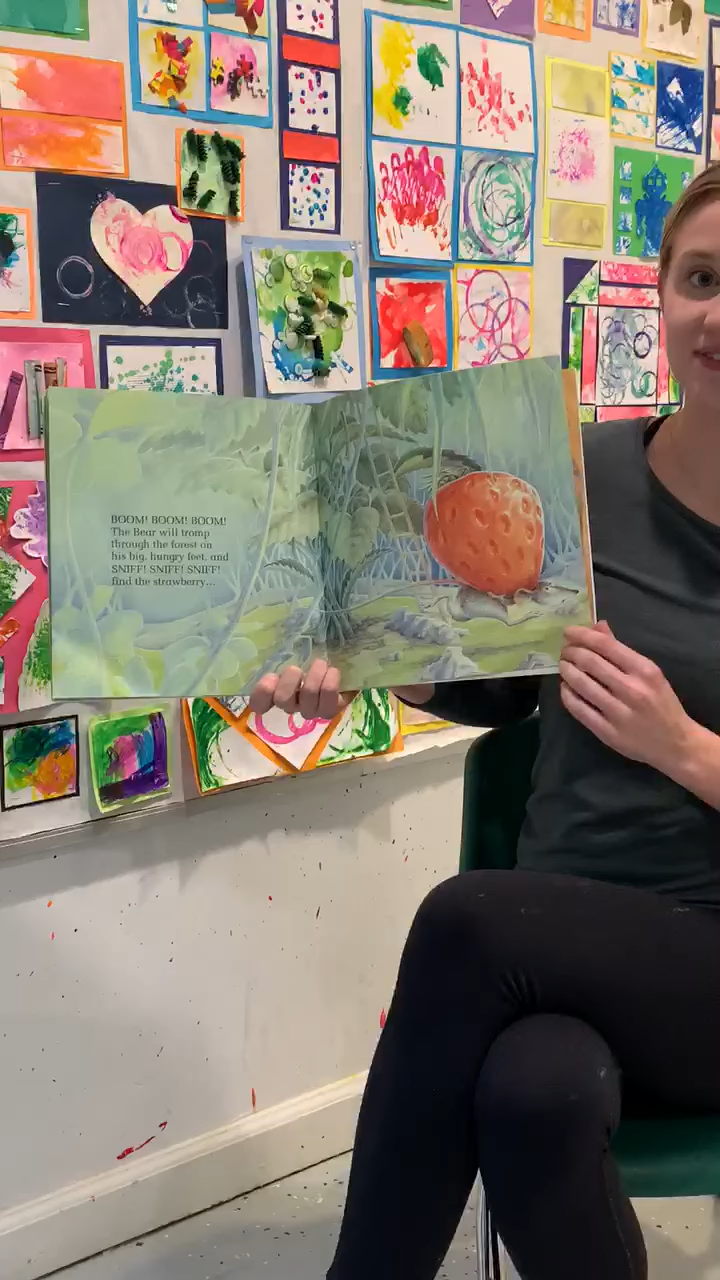 BOOM! BOOM! BOOM!
The Bear will tromp
through the forest on
his big, hungry feet, and
SNIFF! SNIFF! SNIFF!
find the strawberry...